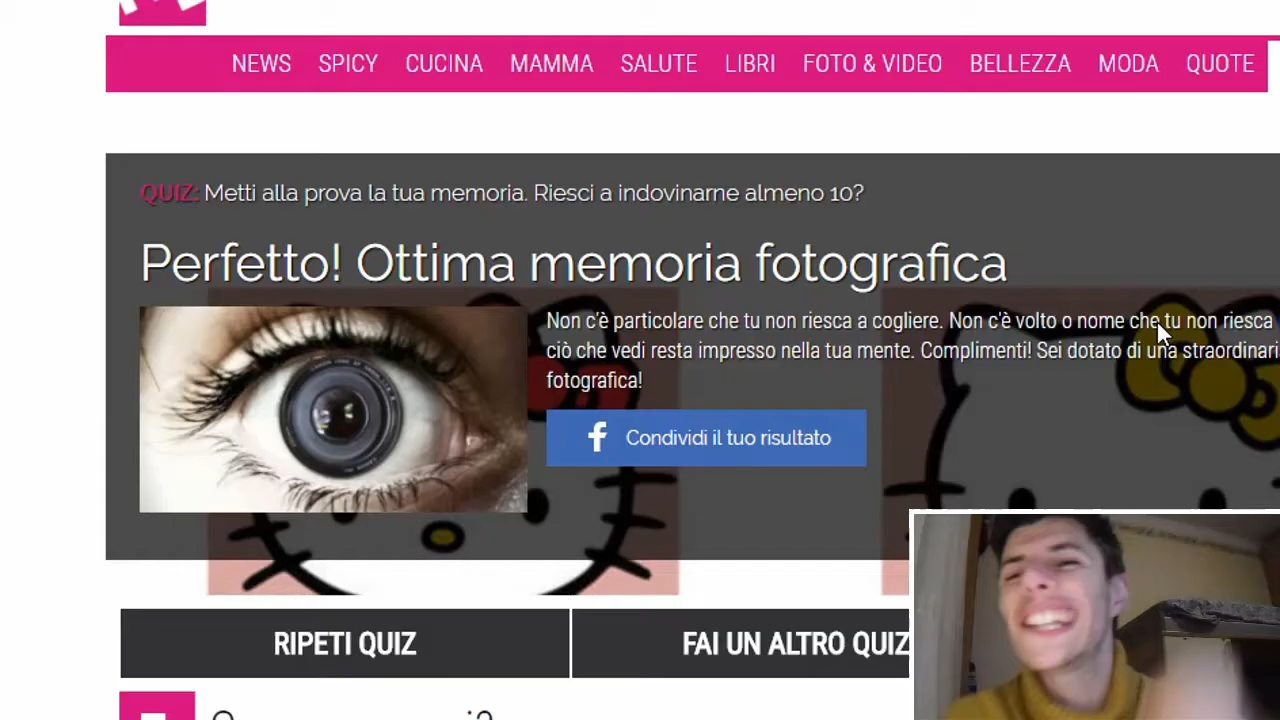 NEWS SPICY CUCINA MAMMA SALUTE LIBRI FOTO & VIDEO BELLEZZA MODA QUOTE
QUIZ: Metti alla prova la tua memoria. Riesci a indovinarne almeno 10?
Perfetto! Ottima memoria fotografica
Non c'è particolare che tu non riesca a cogliere. Non c'è volto o nome che tu non riesca
ciò che vedi resta impresso nella tua mente. Complimenti! Sei dotato di una
fotografica!
Condividi il tuo risultato
RIPETI QUIZ FAI UN ALTRO QUIZ